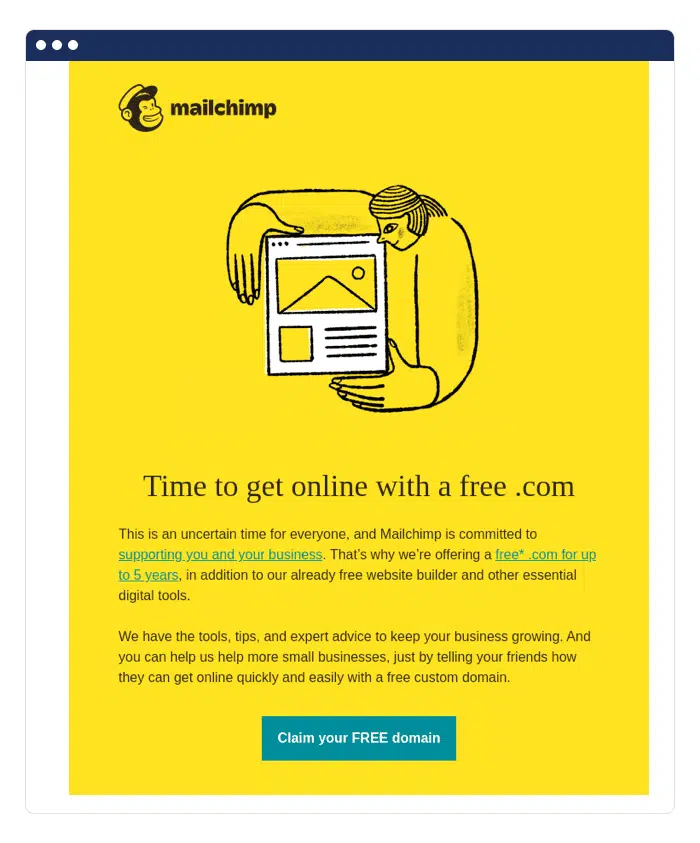 mailchimp
Time to get online with a free .com
This is an uncertain time for everyone, and Mailchimp is committed to
supporting you and your business. That’s why we’re offering a free* .com for up
to 5 years, in addition to our already free website builder and other essential
digital tools.
We have the tools, tips, and expert advice to keep your business growing. And
you can help us help more small businesses, just by telling your friends how
they can get online quickly and easily with a free custom domain.
Claim your FREE domain